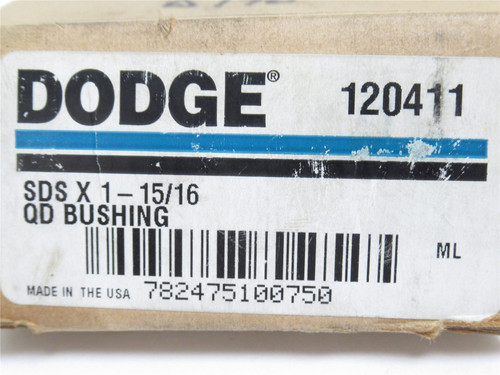 DODGE® 120411
SDS X 1-15/16
QD BUSHING
ML
MADE IN THE USA 782475100750